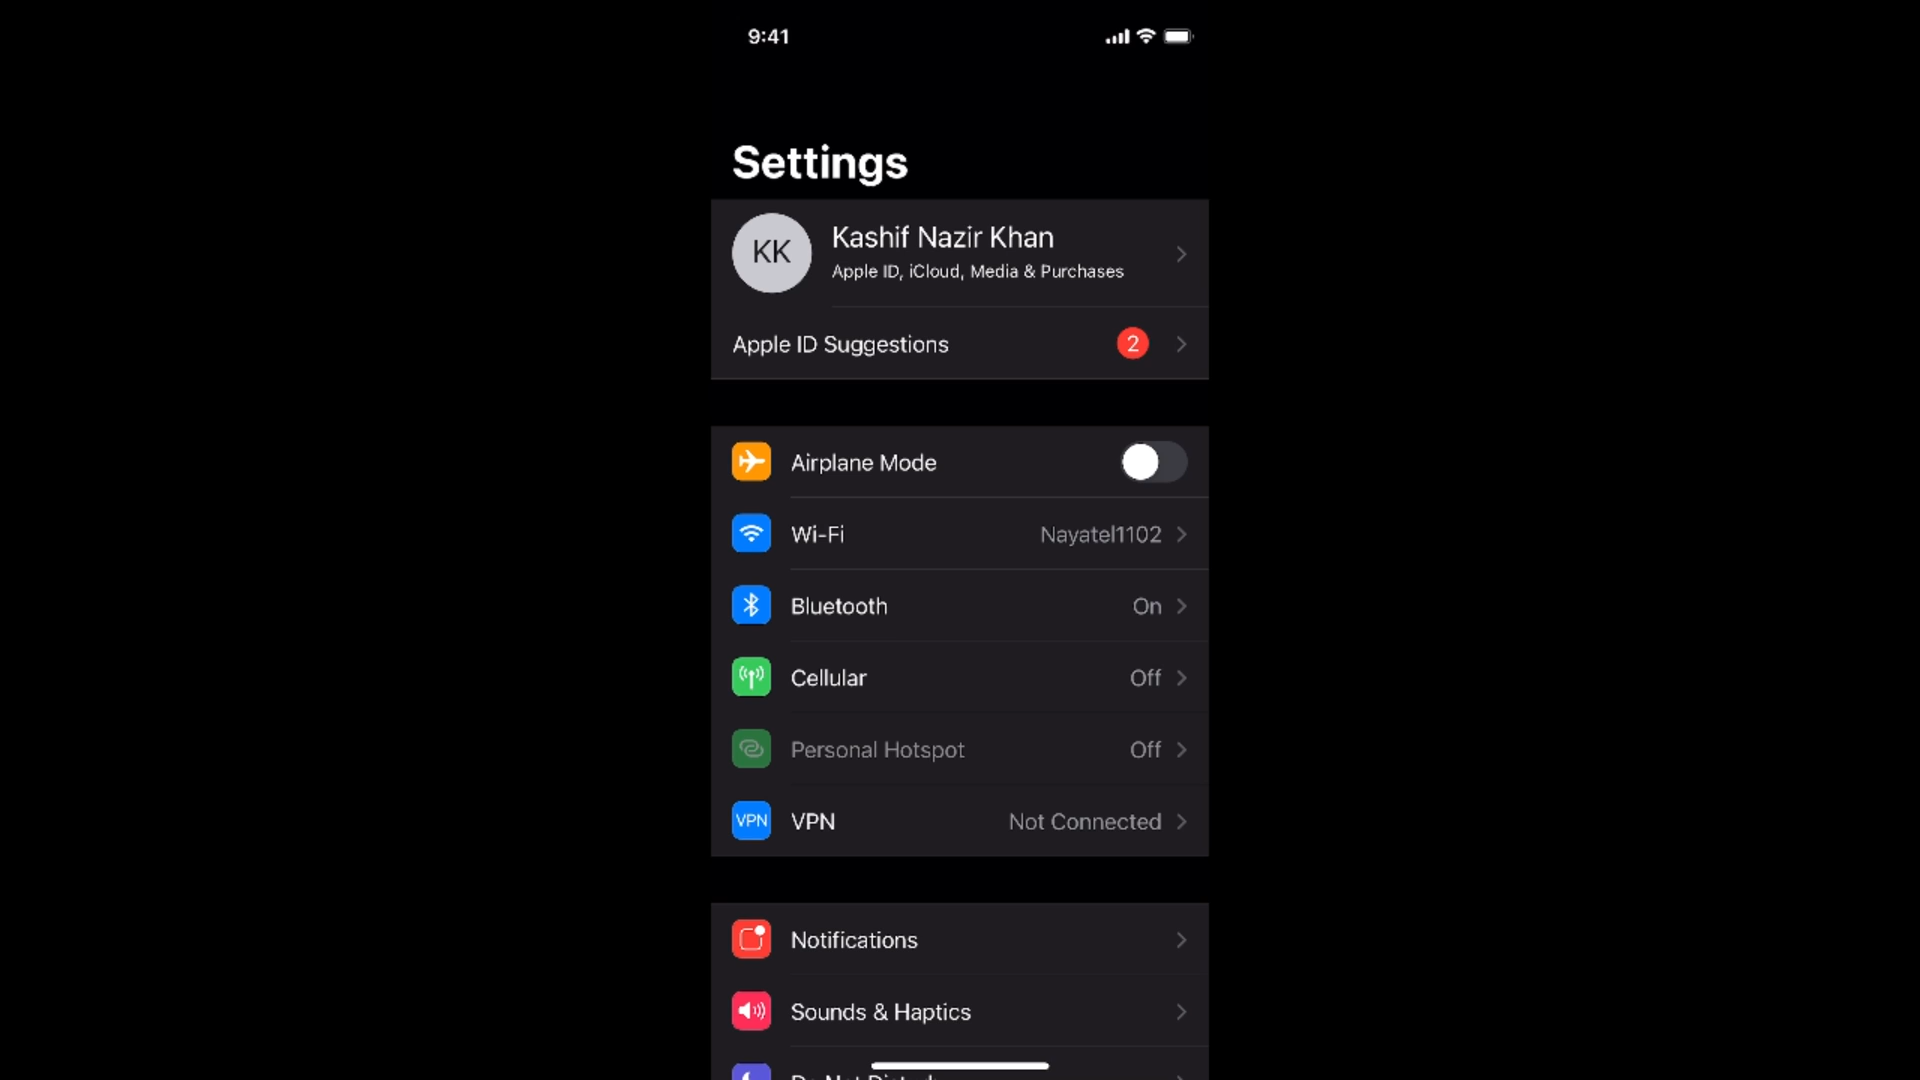 9:41
Settings
KK
Kashif Nazir Khan
Apple ID, iCloud, Media & Purchases
Apple ID Suggestions 2
Airplane Mode
Wi-Fi Nayatel1102
Bluetooth On
Cellular Off
Personal Hotspot Off
VPN VPN Not Connected
Notifications
Sounds & Haptics